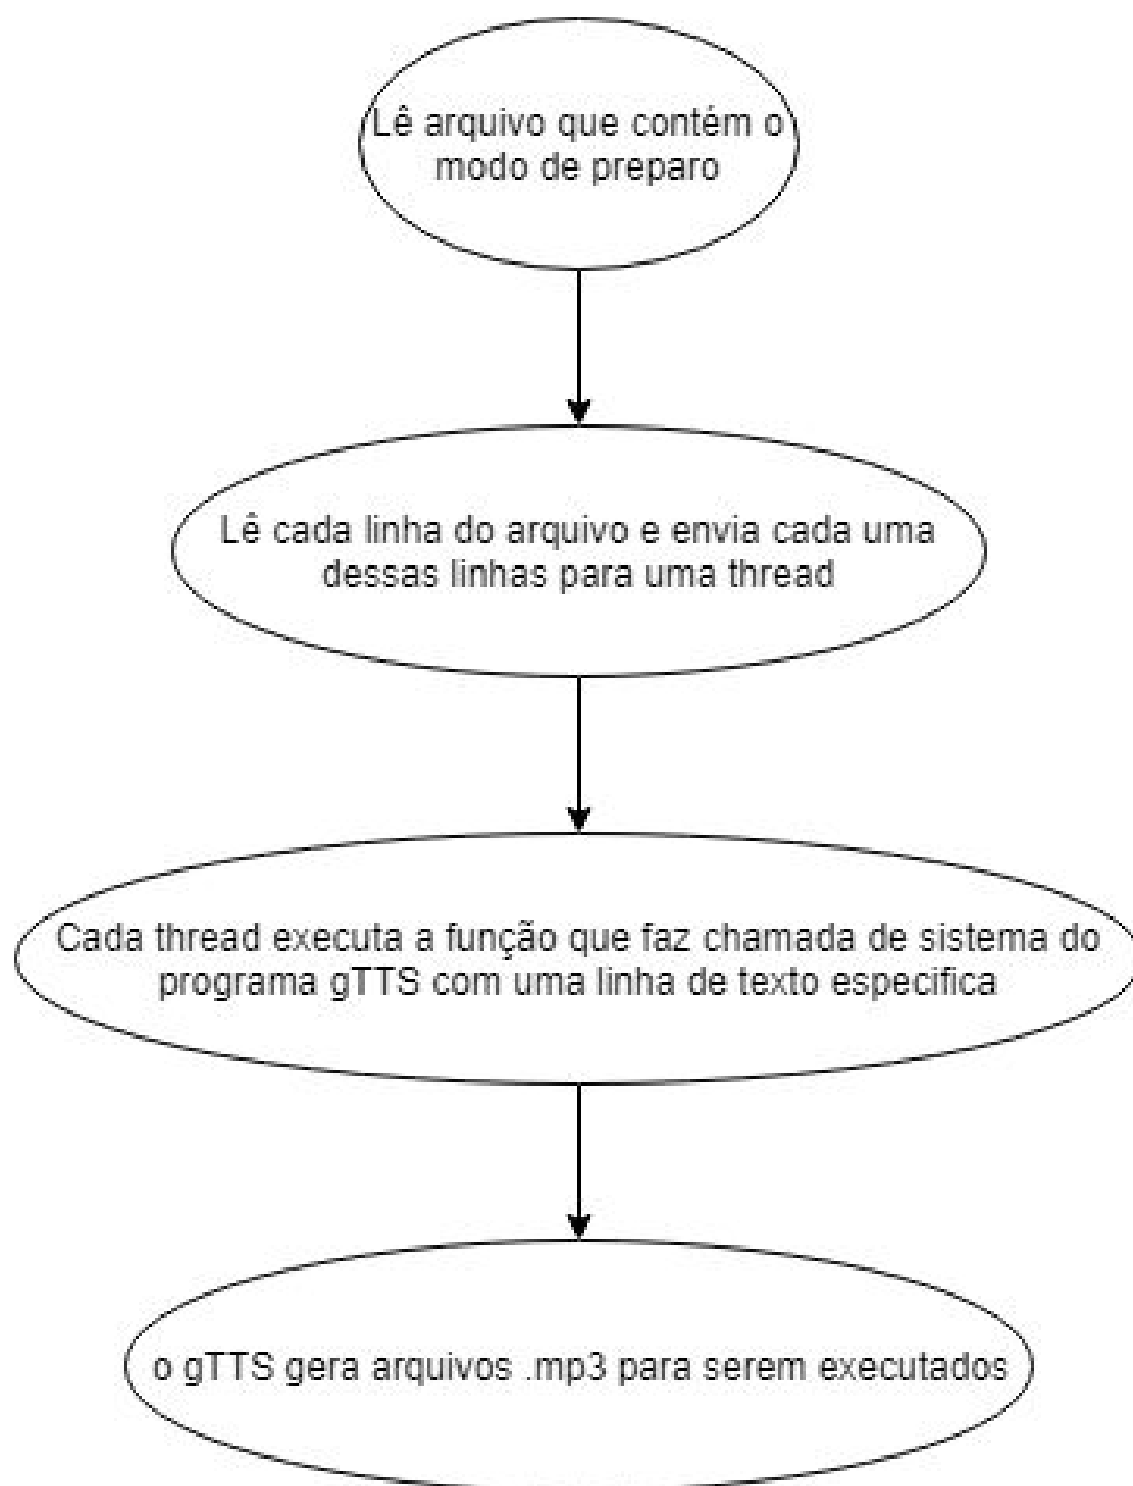 Lê arquivo que contém o
modo de preparo
Lê cada linha do arquivo e envia cada uma
dessas linhas para uma thread
Cada thread executa a função que faz chamada de sistema do
programa gTTS com uma linha de texto especifica
o gTTS gera arquivos .mp3 para serem executados